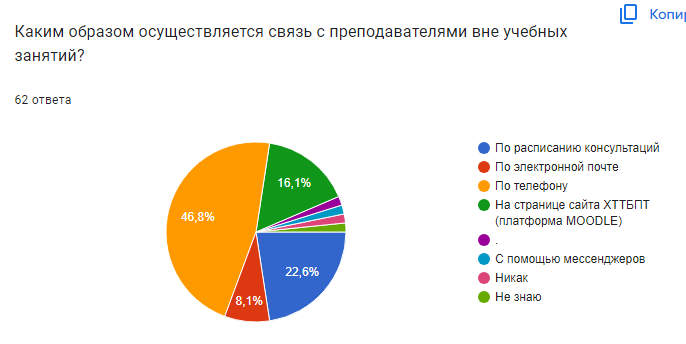 Копир
Каким образом осуществляется связь с преподавателями вне учебных
занятий?
62 ответа
По расписанию консультаций
По электронной почте
По телефону
На странице сайта ХТТБПТ
(платформа MOODLE)
.
С помощью мессенджеров
Никак
Не знаю
16,1%
46,8%
22,6%
8,1%